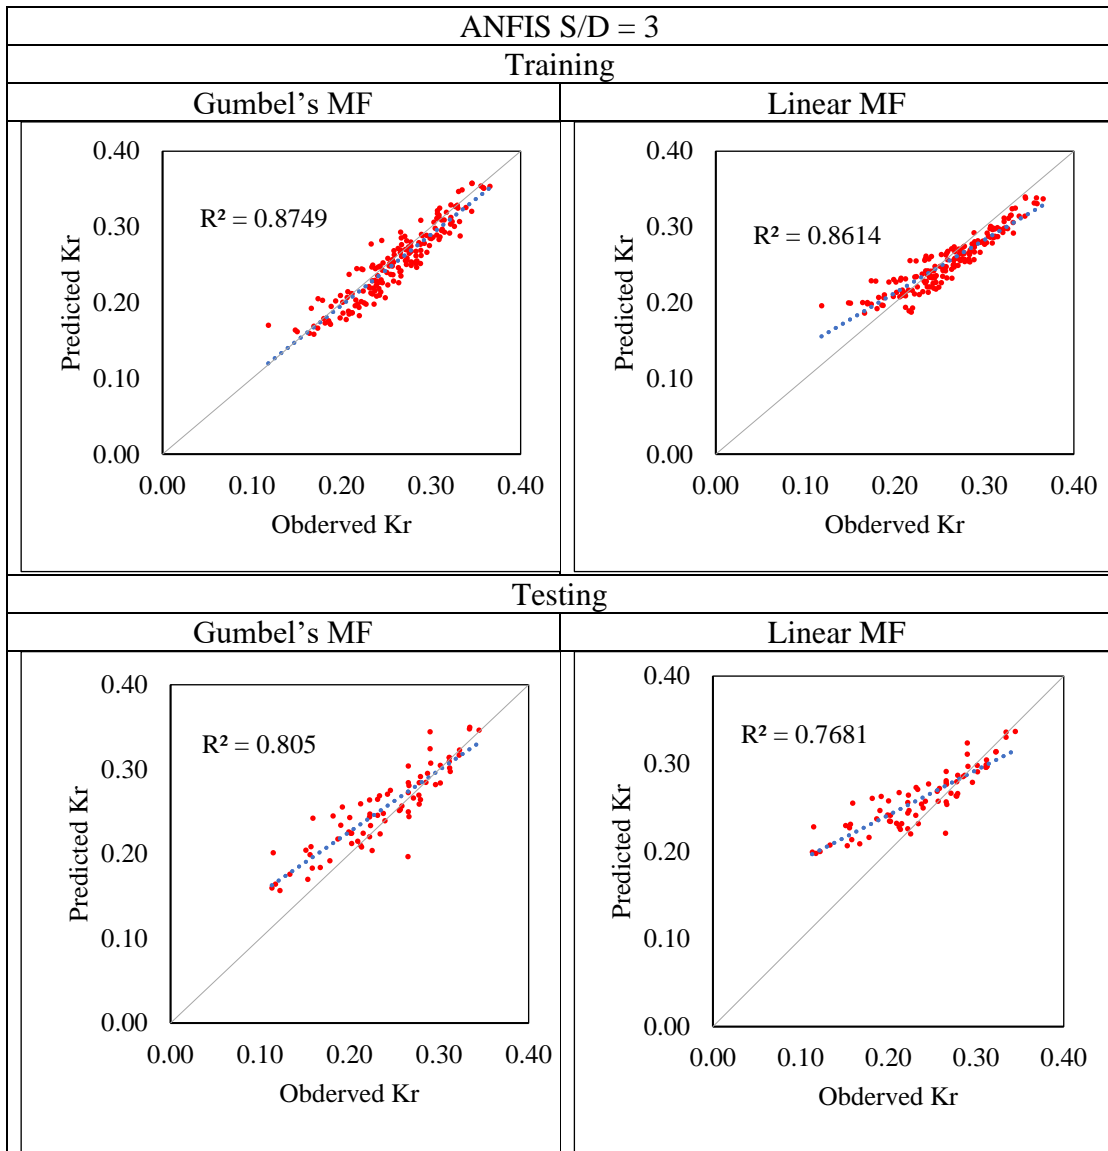 ANFIS S/D = 3
Training
Gumbel’s MF
Linear MF
0.40
0.30
0.20
0.10
0.00
Predicted Kr
R² = 0.8749
0.00 0.10 0.20 0.30 0.40
Obderved Kr
0.40
0.30
0.20
0.10
0.00
Predicted Kr
R² = 0.8614
0.00 0.10 0.20 0.30 0.40
Obderved Kr
Testing
Gumbel’s MF
Linear MF
0.40
0.30
0.20
0.10
0.00
Predicted Kr
R² = 0.805
0.00 0.10 0.20 0.30 0.40
Obderved Kr
0.40
0.30
0.20
0.10
0.00
Predicted Kr
R² = 0.7681
0.00 0.10 0.20 0.30 0.40
Obderved Kr